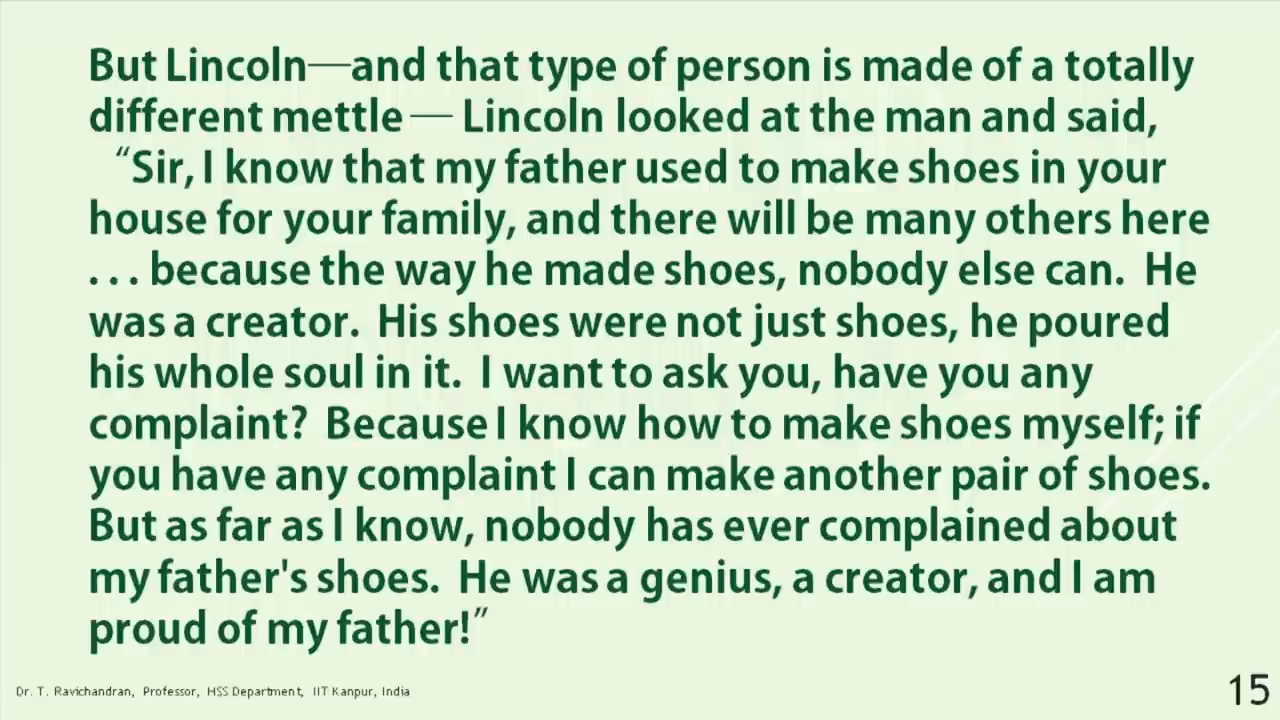 But Lincoln—and that type of person is made of a totally
different mettle — Lincoln looked at the man and said,
“Sir, I know that my father used to make shoes in your
house for your family, and there will be many others here
. . . because the way he made shoes, nobody else can.  He
was a creator.  His shoes were not just shoes, he poured
his whole soul in it.  I want to ask you, have you any
complaint?  Because I know how to make shoes myself; if
you have any complaint I can make another pair of shoes.
But as far as I know, nobody has ever complained about
my father's shoes.  He was a genius, a creator, and I am
proud of my father!”
Dr. T. Ravichandran, Professor, HSS Department, IIT Kanpur, India
15